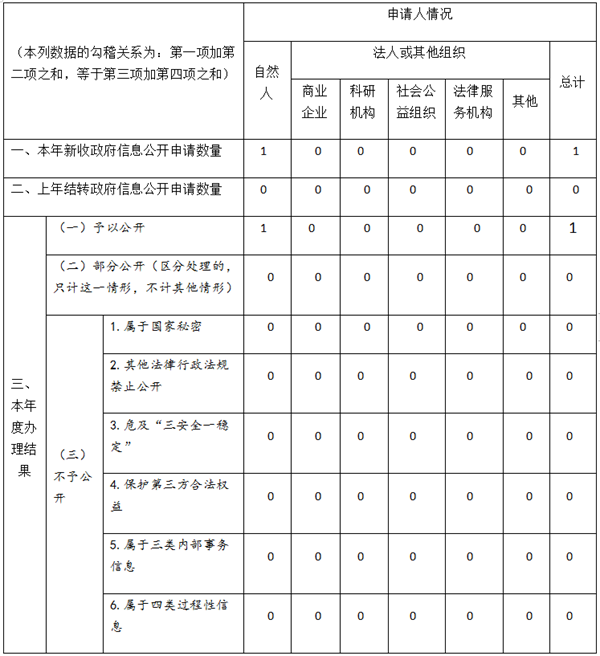 申请人情况
（本列数据的勾稽关系为：第一项加第
二项之和，等于第三项加第四项之和）
自然
人
法人或其他组织
总计
商业
企业
科研
机构
社会公
益组织
法律服
务机构
其他
一、本年新收政府信息公开申请数量 1 0 0 0 0 0 1
二、上年结转政府信息公开申请数量 0 0 0 0 0 0 0
三、
本年
度办
理结
果
（一）予以公开 1 0 0 0 0 0 1
（二）部分公开（区分处理的，
只计这一情形，不计其他情形） 0 0 0 0 0 0 0
（三）
不予公
开
1.属于国家秘密 0 0 0 0 0 0 0
2.其他法律行政法规
禁止公开 0 0 0 0 0 0 0
3.危及“三安全一稳
定” 0 0 0 0 0 0 0
4.保护第三方合法权
益 0 0 0 0 0 0 0
5.属于三类内部事务
信息 0 0 0 0 0 0 0
6.属于四类过程性信
息 0 0 0 0 0 0 0